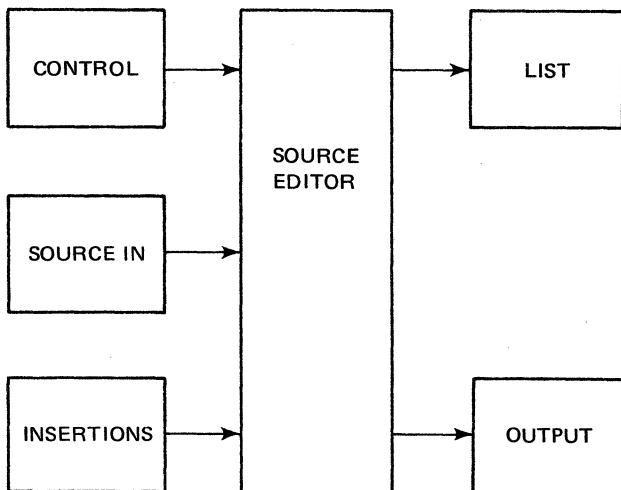 CONTROL
LIST
SOURCE
EDITOR
SOURCE IN
INSERTIONS
OUTPUT